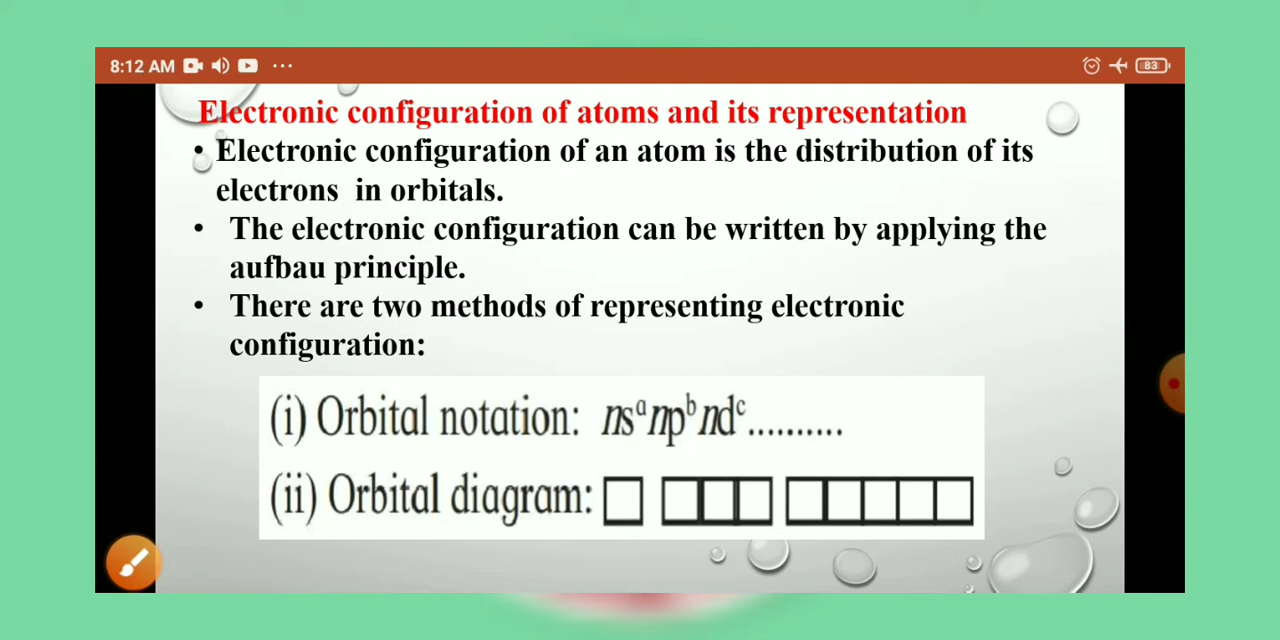 8:12 AM ... 83
Electronic configuration of atoms and its representation
• Electronic configuration of an atom is the distribution of its
electrons in orbitals.
• The electronic configuration can be written by applying the
aufbau principle.
• There are two methods of representing electronic
configuration:
(i) Orbital notation: nsᵃnpᵇndᶜ..........
(ii) Orbital diagram: